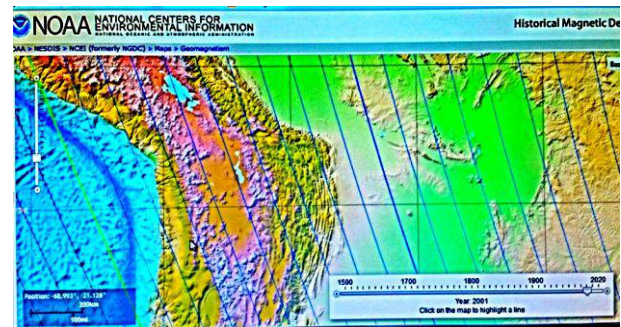 NOAA NATIONAL CENTERS FOR
ENVIRONMENTAL INFORMATION
NATIONAL OCEANIC AND ATMOSPHERIC ADMINISTRATION
Historical Magnetic De
OAA > NESDIS > NCEI (formerly NGDC) > Maps > Geomagnetism
Position: -68.993°, -21.128°
200km
100mi
1590 1700 1800 1900 2020
Year: 2001
Click on the map to highlight a line